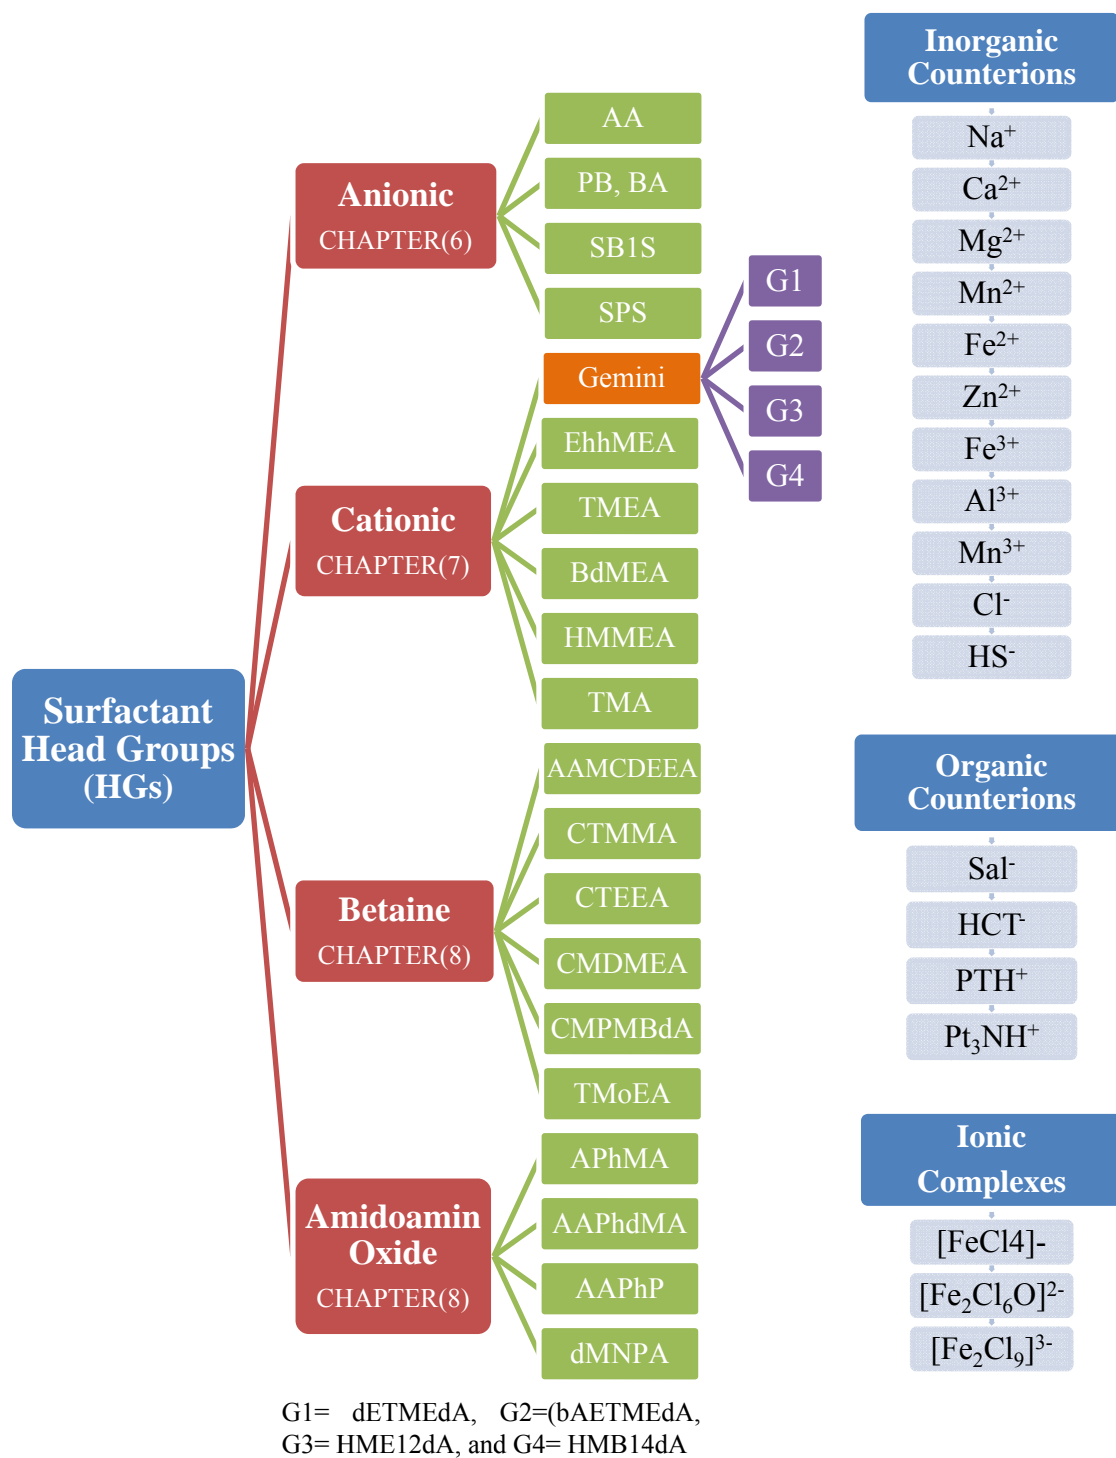 Surfactant
Head Groups
(HGs)
Anionic
CHAPTER(6)
AA
PB, BA
SB1S
SPS
Cationic
CHAPTER(7)
Gemini
G1
G2
G3
G4
EhhMEA
TMEA
BdMEA
HMMEA
TMA
Betaine
CHAPTER(8)
AAMCDEEA
CTMMA
CTEEA
CMDMEA
CMPMBdA
TMoEA
Amidoamin
Oxide
CHAPTER(8)
APhMA
AAPhdMA
AAPhP
dMNPA
Inorganic
Counterions
Na⁺
Ca²⁺
Mg²⁺
Mn²⁺
Fe²⁺
Zn²⁺
Fe³⁺
Al³⁺
Mn³⁺
Cl⁻
HS⁻
Organic
Counterions
Sal⁻
HCT⁻
PTH⁺
Pt₃NH⁺
Ionic
Complexes
[FeCl4]-
[Fe₂Cl₆O]²⁻
[Fe₂Cl₉]³⁻
G1= dETMEdA, G2=(bAETMEdA,
G3= HME12dA, and G4= HMB14dA